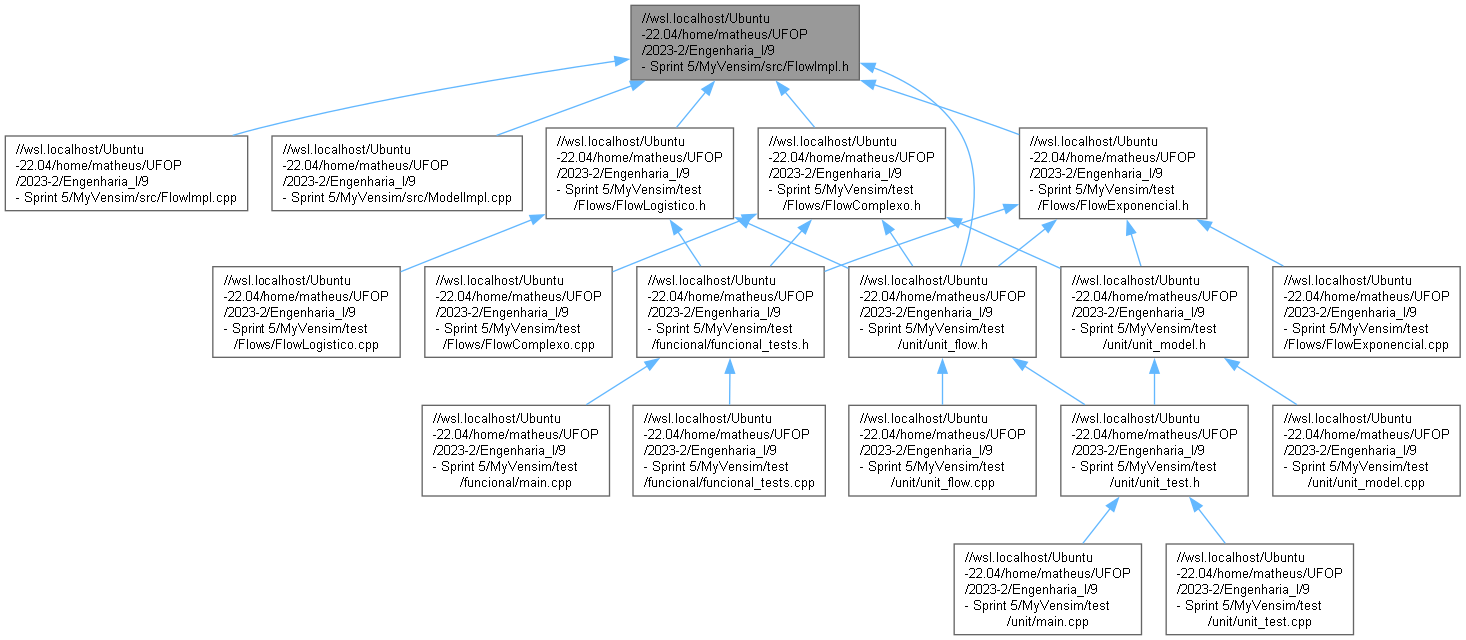 //wsl.localhost/Ubuntu
-22.04/home/matheus/UFOP
/2023-2/Engenharia_I/9
- Sprint 5/MyVensim/src/FlowImpl.h
//wsl.localhost/Ubuntu
-22.04/home/matheus/UFOP
/2023-2/Engenharia_I/9
- Sprint 5/MyVensim/src/FlowImpl.cpp
//wsl.localhost/Ubuntu
-22.04/home/matheus/UFOP
/2023-2/Engenharia_I/9
- Sprint 5/MyVensim/src/ModelImpl.cpp
//wsl.localhost/Ubuntu
-22.04/home/matheus/UFOP
/2023-2/Engenharia_I/9
- Sprint 5/MyVensim/test
/Flows/FlowLogistico.h
//wsl.localhost/Ubuntu
-22.04/home/matheus/UFOP
/2023-2/Engenharia_I/9
- Sprint 5/MyVensim/test
/Flows/FlowComplexo.h
//wsl.localhost/Ubuntu
-22.04/home/matheus/UFOP
/2023-2/Engenharia_I/9
- Sprint 5/MyVensim/test
/Flows/FlowExponencial.h
//wsl.localhost/Ubuntu
-22.04/home/matheus/UFOP
/2023-2/Engenharia_I/9
- Sprint 5/MyVensim/test
/Flows/FlowLogistico.cpp
//wsl.localhost/Ubuntu
-22.04/home/matheus/UFOP
/2023-2/Engenharia_I/9
- Sprint 5/MyVensim/test
/Flows/FlowComplexo.cpp
//wsl.localhost/Ubuntu
-22.04/home/matheus/UFOP
/2023-2/Engenharia_I/9
- Sprint 5/MyVensim/test
/funcional/funcional_tests.h
//wsl.localhost/Ubuntu
-22.04/home/matheus/UFOP
/2023-2/Engenharia_I/9
- Sprint 5/MyVensim/test
/unit/unit_flow.h
//wsl.localhost/Ubuntu
-22.04/home/matheus/UFOP
/2023-2/Engenharia_I/9
- Sprint 5/MyVensim/test
/unit/unit_model.h
//wsl.localhost/Ubuntu
-22.04/home/matheus/UFOP
/2023-2/Engenharia_I/9
- Sprint 5/MyVensim/test
/Flows/FlowExponencial.cpp
//wsl.localhost/Ubuntu
-22.04/home/matheus/UFOP
/2023-2/Engenharia_I/9
- Sprint 5/MyVensim/test
/funcional/main.cpp
//wsl.localhost/Ubuntu
-22.04/home/matheus/UFOP
/2023-2/Engenharia_I/9
- Sprint 5/MyVensim/test
/funcional/funcional_tests.cpp
//wsl.localhost/Ubuntu
-22.04/home/matheus/UFOP
/2023-2/Engenharia_I/9
- Sprint 5/MyVensim/test
/unit/unit_flow.cpp
//wsl.localhost/Ubuntu
-22.04/home/matheus/UFOP
/2023-2/Engenharia_I/9
- Sprint 5/MyVensim/test
/unit/unit_test.h
//wsl.localhost/Ubuntu
-22.04/home/matheus/UFOP
/2023-2/Engenharia_I/9
- Sprint 5/MyVensim/test
/unit/unit_model.cpp
//wsl.localhost/Ubuntu
-22.04/home/matheus/UFOP
/2023-2/Engenharia_I/9
- Sprint 5/MyVensim/test
/unit/main.cpp
//wsl.localhost/Ubuntu
-22.04/home/matheus/UFOP
/2023-2/Engenharia_I/9
- Sprint 5/MyVensim/test
/unit/unit_test.cpp